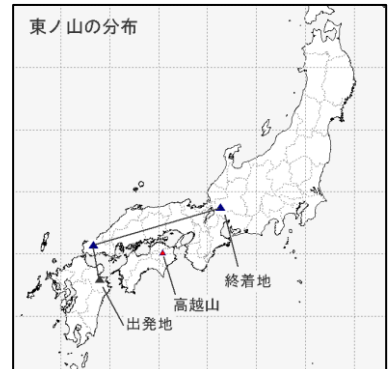 東ノ山の分布
終着地
高越山
出発地